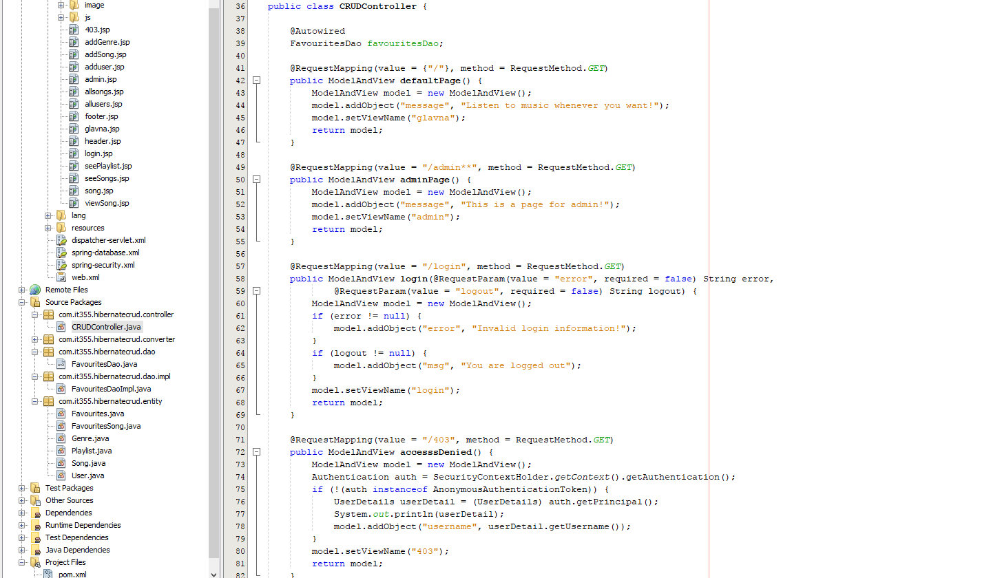 image
js
403.jsp
addGenre.jsp
addSong.jsp
adduser.jsp
admin.jsp
allsongs.jsp
allusers.jsp
footer.jsp
glavna.jsp
header.jsp
login.jsp
seePlaylist.jsp
seeSongs.jsp
song.jsp
viewSong.jsp
lang
resources
dispatcher-servlet.xml
spring-database.xml
spring-security.xml
web.xml
Remote Files
Source Packages
com.it355.hibernatecrud.controller
CRUDController.java
com.it355.hibernatecrud.converter
com.it355.hibernatecrud.dao
FavouritesDao.java
com.it355.hibernatecrud.dao.impl
FavouritesDaoImpl.java
com.it355.hibernatecrud.entity
Favourites.java
FavouritesSong.java
Genre.java
Playlist.java
Song.java
User.java
Test Packages
Other Sources
Dependencies
Runtime Dependencies
Test Dependencies
Java Dependencies
Project Files
pom.xml
36 public class CRUDController {
37
38 @Autowired
39 FavouritesDao favouritesDao;
40
41 @RequestMapping(value = {"/"}, method = RequestMethod.GET)
42 public ModelAndView defaultPage() {
43 ModelAndView model = new ModelAndView();
44 model.addObject("message", "Listen to music whenever you want!");
45 model.setViewName("glavna");
46 return model;
47 }
48
49 @RequestMapping(value = "/admin**", method = RequestMethod.GET)
50 public ModelAndView adminPage() {
51 ModelAndView model = new ModelAndView();
52 model.addObject("message", "This is a page for admin!");
53 model.setViewName("admin");
54 return model;
55 }
56
57 @RequestMapping(value = "/login", method = RequestMethod.GET)
58 public ModelAndView login(@RequestParam(value = "error", required = false) String error,
59 @RequestParam(value = "logout", required = false) String logout) {
60 ModelAndView model = new ModelAndView();
61 if (error != null) {
62 model.addObject("error", "Invalid login information!");
63 }
64 if (logout != null) {
65 model.addObject("msg", "You are logged out");
66 }
67 model.setViewName("login");
68 return model;
69 }
70
71 @RequestMapping(value = "/403", method = RequestMethod.GET)
72 public ModelAndView accesssDenied() {
73 ModelAndView model = new ModelAndView();
74 Authentication auth = SecurityContextHolder.getContext().getAuthentication();
75 if (!(auth instanceof AnonymousAuthenticationToken)) {
76 UserDetails userDetail = (UserDetails) auth.getPrincipal();
77 System.out.println(userDetail);
78 model.addObject("username", userDetail.getUsername());
79 }
80 model.setViewName("403");
81 return model;
82 }